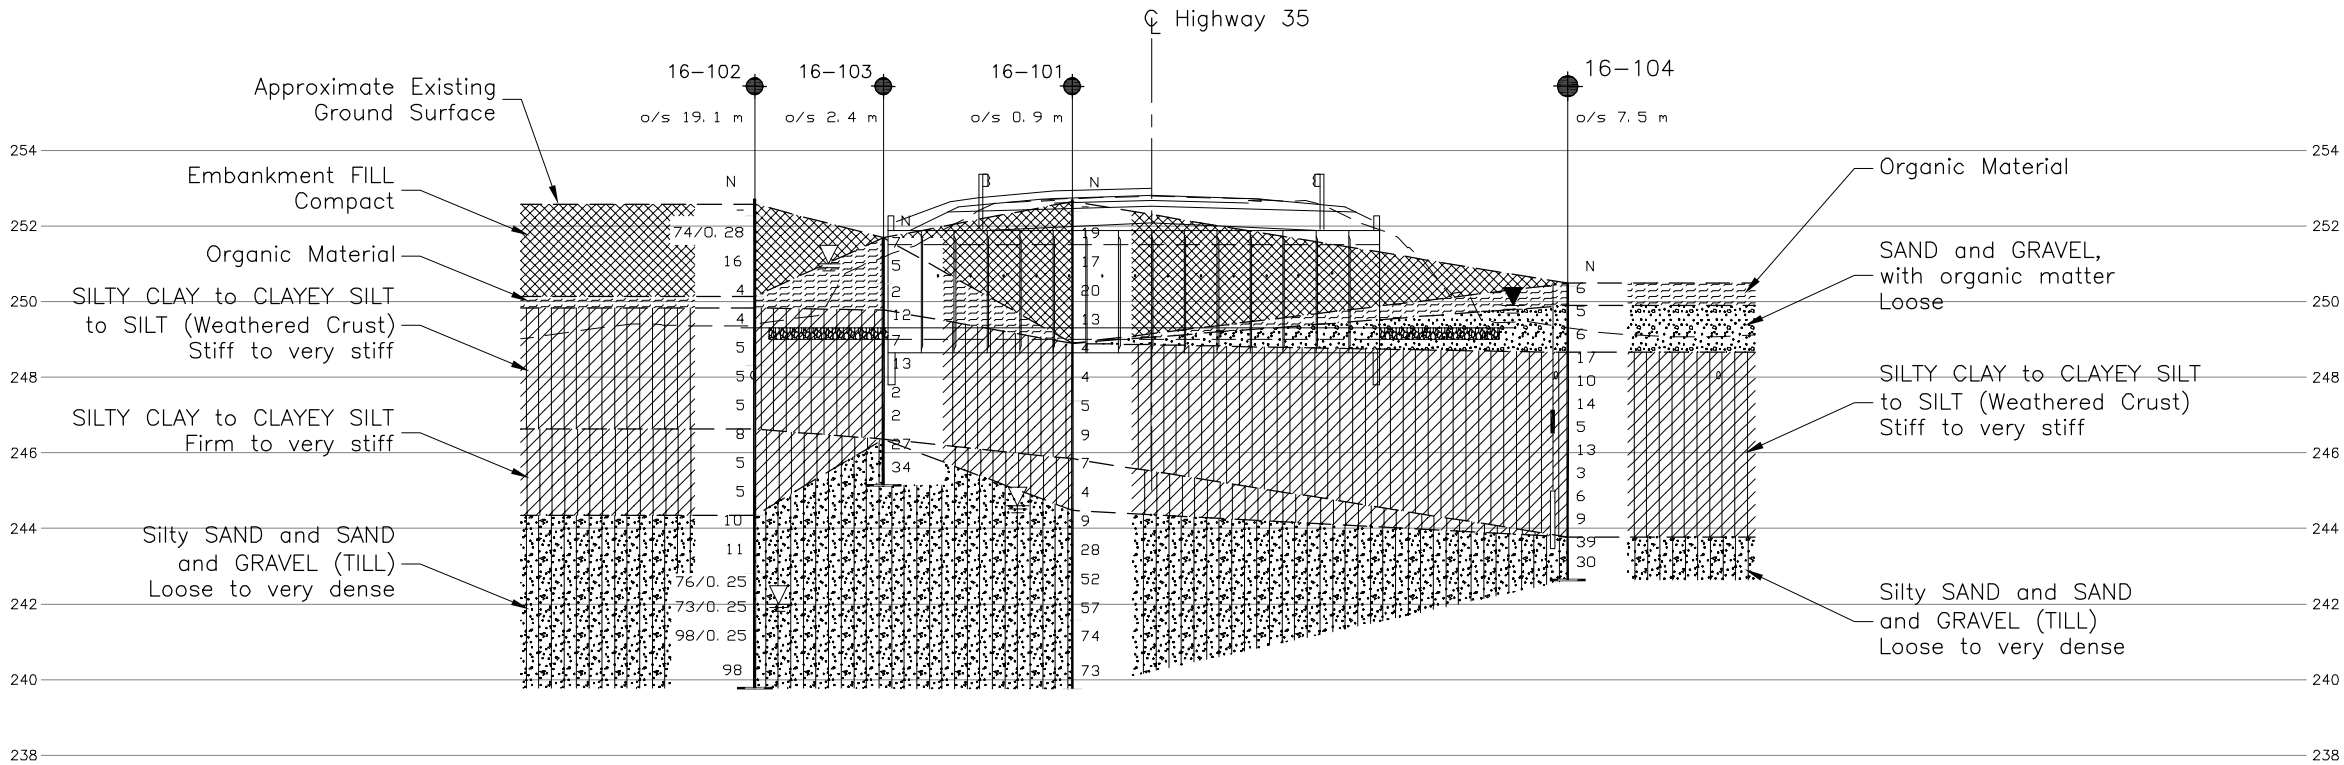 ℄ Highway 35
16-102
16-103
16-101
16-104
o/s 19.1 m
o/s 2.4 m
o/s 0.9 m
o/s 7.5 m
Approximate Existing
Ground Surface
Embankment FILL
Compact
Organic Material
SILTY CLAY to CLAYEY SILT
to SILT (Weathered Crust)
Stiff to very stiff
SILTY CLAY to CLAYEY SILT
Firm to very stiff
Silty SAND and SAND
and GRAVEL (TILL)
Loose to very dense
254
252
250
248
246
244
242
240
238
N
74/0.28
16
4
4
5
5
5
8
5
5
10
11
76/0.25
73/0.25
98/0.25
98
N
7
5
2
12
7
13
2
2
27
34
N
19
17
20
13
4
4
5
9
7
4
9
28
52
57
74
73
N
6
5
6
17
10
14
5
13
3
6
9
39
30
Organic Material
SAND and GRAVEL,
with organic matter
Loose
SILTY CLAY to CLAYEY SILT
to SILT (Weathered Crust)
Stiff to very stiff
Silty SAND and SAND
and GRAVEL (TILL)
Loose to very dense
254
252
250
248
246
244
242
240
238